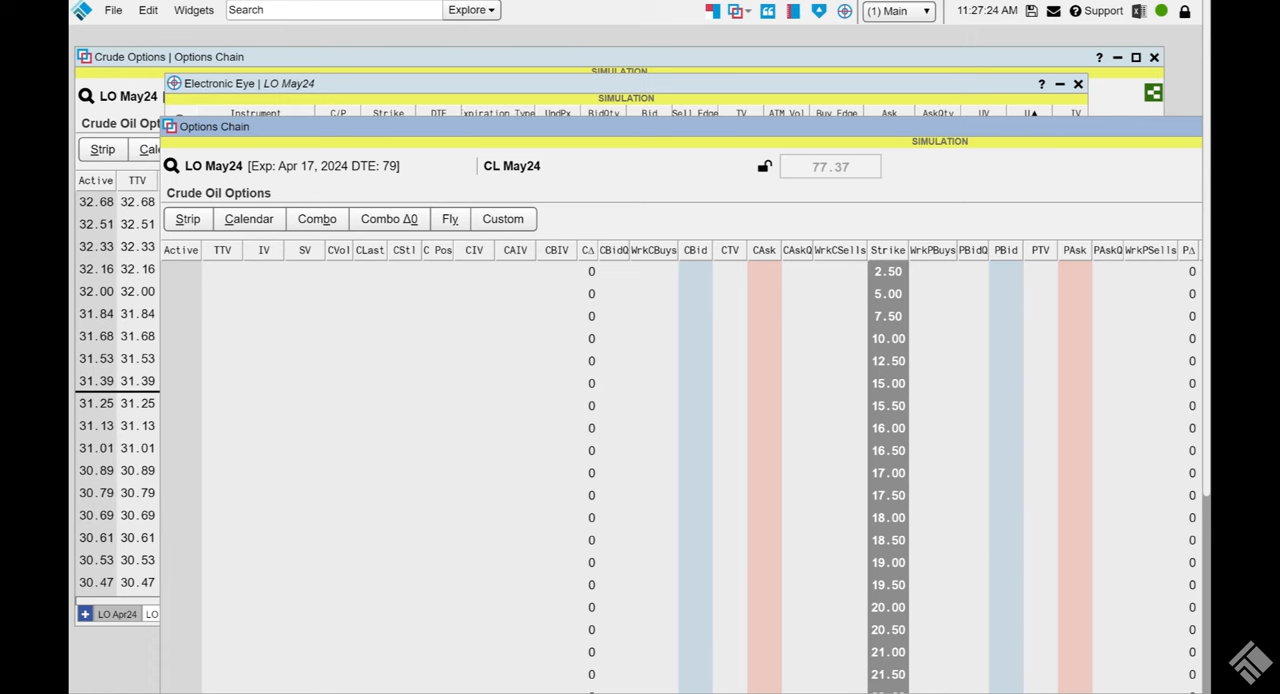 File Edit Widgets Search Explore (1) Main 11:27:24 AM Support
Crude Options | Options Chain ?
SIMULATION
Electronic Eye | LO May24 ?
LO May24
SIMULATION
Instrument C/P Strike DTE xpiration Type UndPx BidQty Bid Sell Edge TV ATM Vol Buy Edge Ask AskQty UV TV
Crude Oil Opt
Options Chain
SIMULATION
Strip Cale
LO May24 [Exp: Apr 17, 2024 DTE: 79] CL May24 77.37
Active TTV
Crude Oil Options
Strip Calendar Combo Combo Δ0 Fly Custom
Active TTV IV SV CVol CLast CStl C Pos CIV CAIV CBIV CΔ CBidQ WrkCBuys CBid CTV CAsk CAskQ WrkCSells Strike WrkPBuys PBidQ PBid PTV PAsk PAskQ WrkPSells PΔ
32.68 32.68
32.51 32.51
32.33 32.33
32.16 32.16
32.00 32.00
31.84 31.84
31.68 31.68
31.53 31.53
31.39 31.39
31.25 31.25
31.13 31.13
31.01 31.01
30.89 30.89
30.79 30.79
30.69 30.69
30.61 30.61
30.53 30.53
30.47 30.47
LO Apr24 LO
0 2.50 0
0 5.00 0
0 7.50 0
0 10.00 0
0 12.50 0
0 15.00 0
0 15.50 0
0 16.00 0
0 16.50 0
0 17.00 0
0 17.50 0
0 18.00 0
0 18.50 0
0 19.00 0
0 19.50 0
0 20.00 0
0 20.50 0
0 21.00 0
0 21.50 0